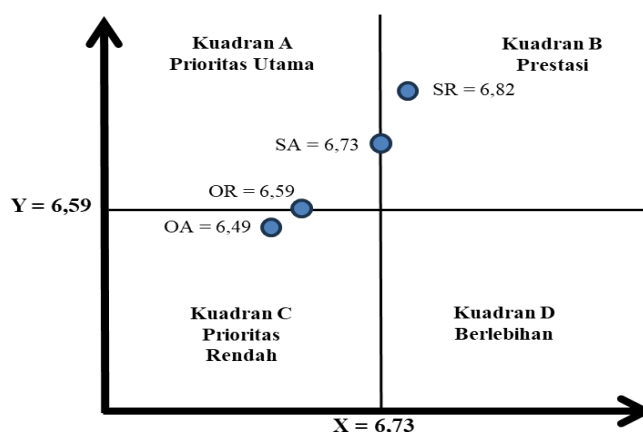 Kuadran A
Prioritas Utama
Kuadran B
Prestasi
SR = 6,82
SA = 6,73
OR = 6,59
Y = 6,59
OA = 6,49
Kuadran C
Prioritas
Rendah
Kuadran D
Berlebihan
X = 6,73